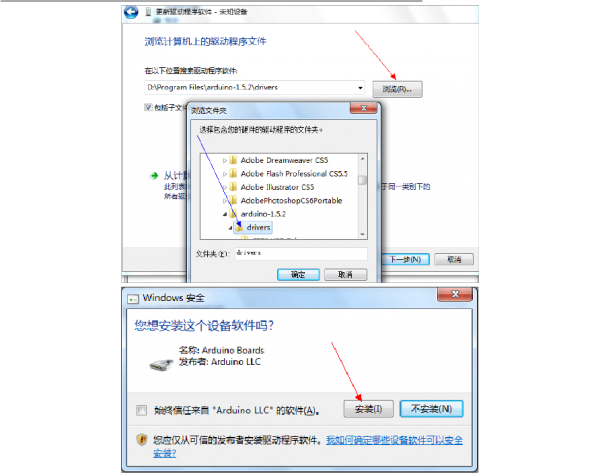 更新驱动程序软件 - 未知设备
浏览计算机上的驱动程序文件
在以下位置搜索驱动程序软件:
D:\Program Files\arduino-1.5.2\drivers
浏览(R)...
包括子文件
浏览文件夹
选择包含您的硬件的驱动程序的文件夹。
Adobe Dreamweaver CS5
Adobe Flash Professional CS5.5
Adobe Illustrator CS5
AdobePhotoshopCS6Portable
arduino-1.5.2
drivers
从计算
此列表
于同一类别下的
所有驱
文件夹(F): drivers
确定
取消
下一步(N)
取消
Windows 安全
您想安装这个设备软件吗?
名称: Arduino Boards
发布者: Arduino LLC
始终信任来自 "Arduino LLC" 的软件(A)。
安装(I)
不安装(N)
您应仅从可信的发布者安装驱动程序软件。我如何确定哪些设备软件可以安全
安装?